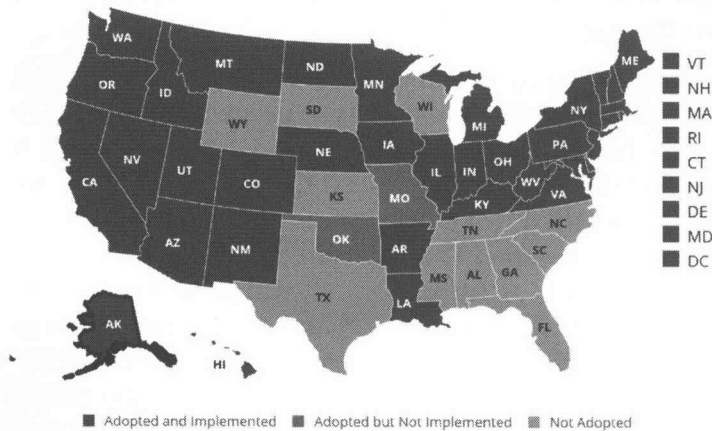 WA
MT
ND
MN
ME
VT
OR
ID
SD
WI
NH
WY
MI
NY
MA
NV
NE
IA
PA
RI
CA
UT
CO
IL
IN
OH
CT
KS
MO
WV
VA
NJ
KY
DE
AZ
NM
OK
AR
TN
NC
MD
SC
DC
TX
LA
MS
AL
GA
AK
FL
HI
Adopted and Implemented
Adopted but Not Implemented
Not Adopted